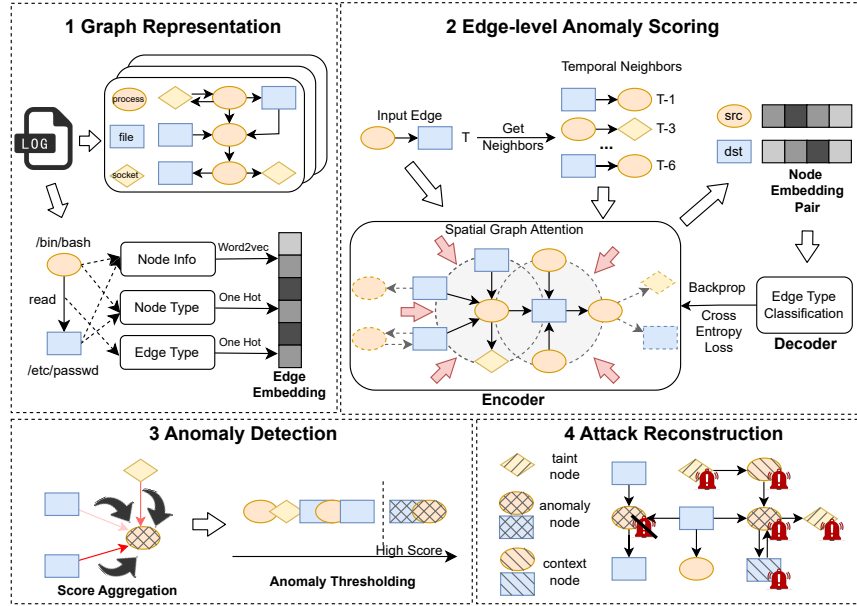 1 Graph Representation
process
file
socket
LOG
/bin/bash
read
/etc/passwd
Node Info
Node Type
Edge Type
Word2vec
One Hot
One Hot
Edge
Embedding
2 Edge-level Anomaly Scoring
Temporal Neighbors
Input Edge
T
Get
Neighbors
T-1
T-3
...
T-6
src
dst
Node
Embedding
Pair
Spatial Graph Attention
Encoder
Backprop
Cross
Entropy
Loss
Edge Type
Classification
Decoder
3 Anomaly Detection
Score Aggregation
High Score
Anomaly Thresholding
4 Attack Reconstruction
taint
node
anomaly
node
context
node